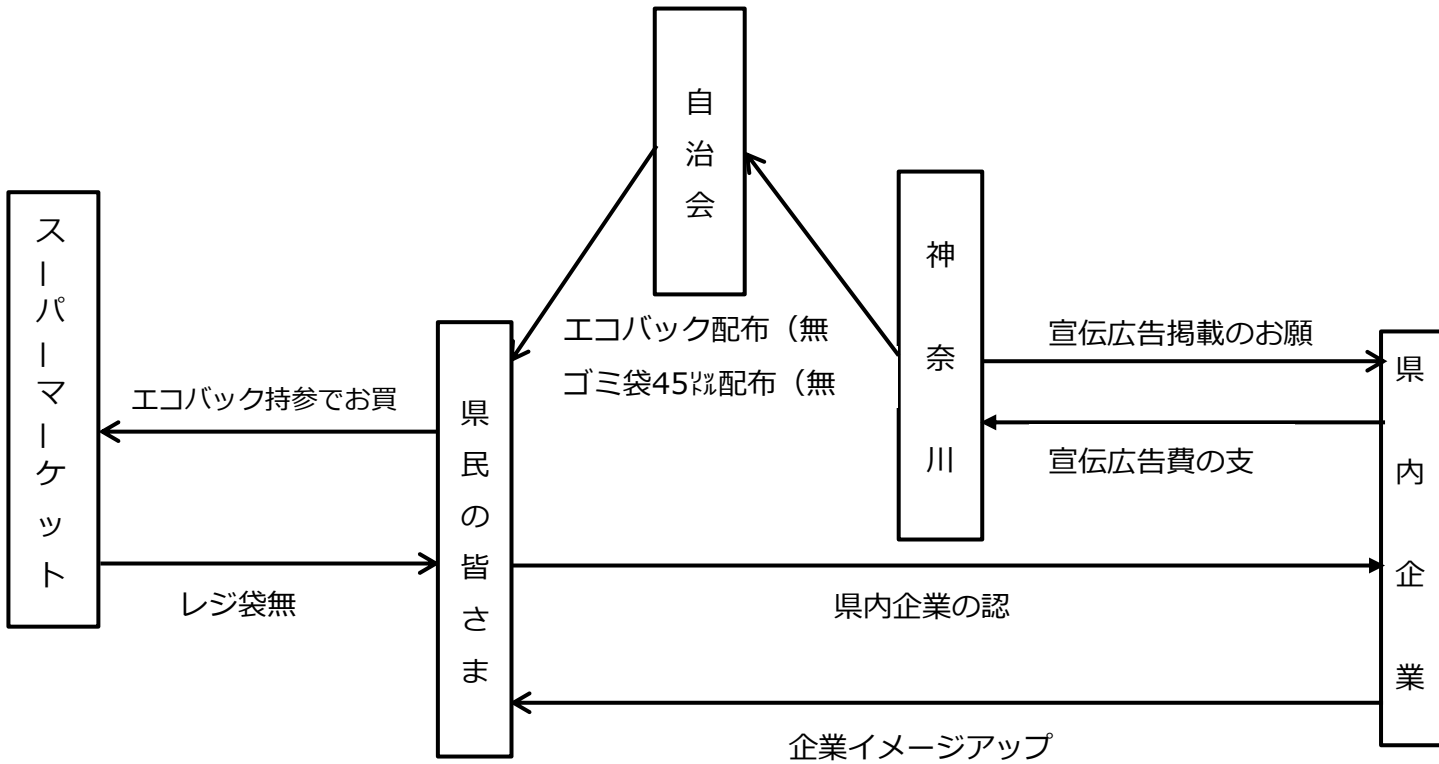 自治会
神奈川
スーパーマーケット
エコバック配布（無
ゴミ袋45㍑配布（無
宣伝広告掲載のお願
県内企業
エコバック持参でお買
県民の皆さま
宣伝広告費の支
レジ袋無
県内企業の認
企業イメージアップ